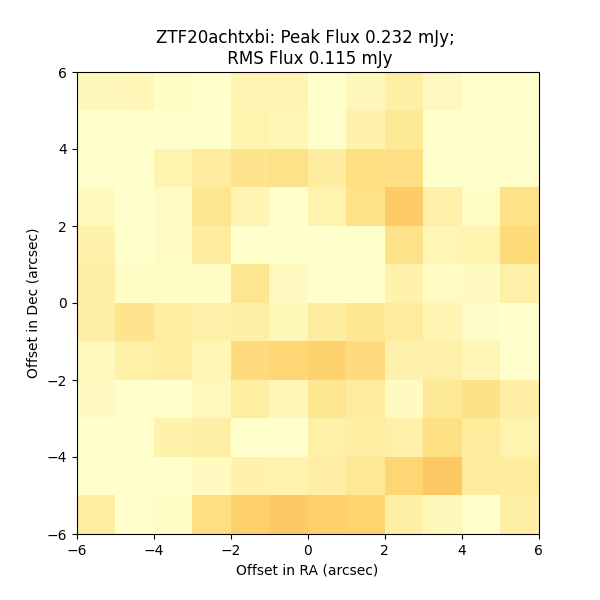 ZTF20achtxbi: Peak Flux 0.232 mJy;
RMS Flux 0.115 mJy
6
4
2
0
−2
−4
−6
Offset in Dec (arcsec)
−6 −4 −2 0 2 4 6
Offset in RA (arcsec)